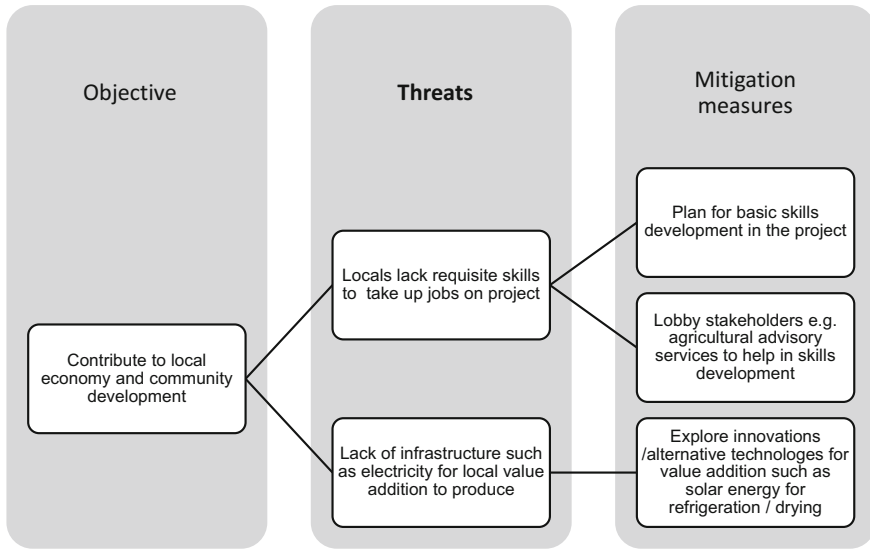 Objective
Threats
Mitigation
measures
Contribute to local
economy and community
development
Locals lack requisite skills
to take up jobs on project
Lack of infrastructure such
as electricity for local value
addition to produce
Plan for basic skills
development in the project
Lobby stakeholders e.g.
agricultural advisory
services to help in skills
development
Explore innovations
/alternative technologes for
value addition such as
solar energy for
refrigeration / drying